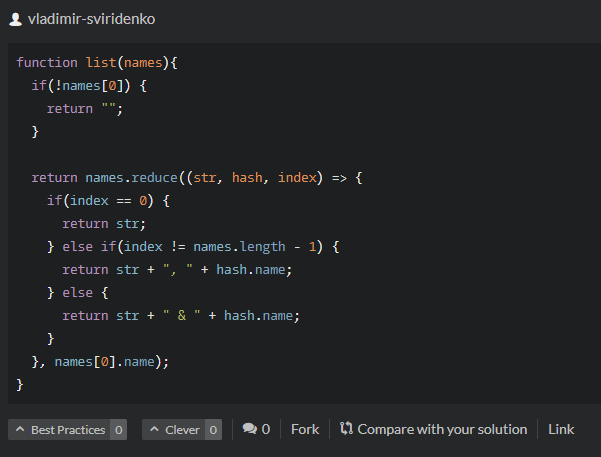 vladimir-sviridenko
function list(names){
  if(!names[0]) {
    return "";
  }

  return names.reduce((str, hash, index) => {
    if(index == 0) {
      return str;
    } else if(index != names.length - 1) {
      return str + ", " + hash.name;
    } else {
      return str + " & " + hash.name;
    }
  }, names[0].name);
}
Best Practices 0 Clever 0 0 Fork Compare with your solution Link